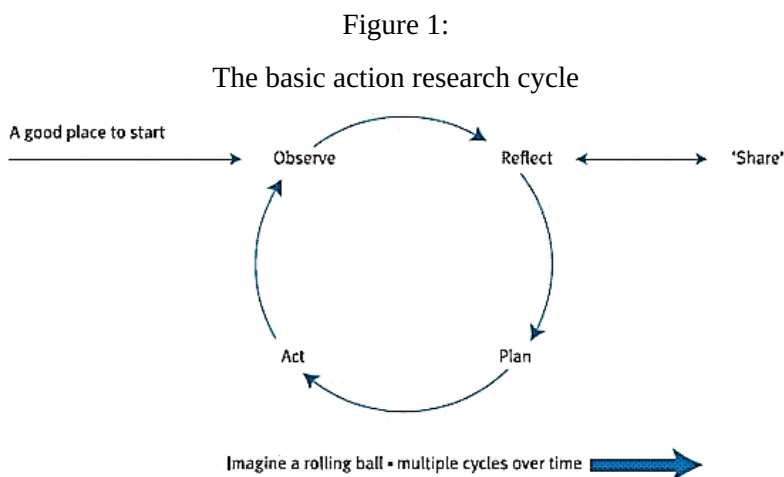 Figure 1:
The basic action research cycle
A good place to start
Observe
Reflect
'Share'
Act
Plan
Imagine a rolling ball - multiple cycles over time